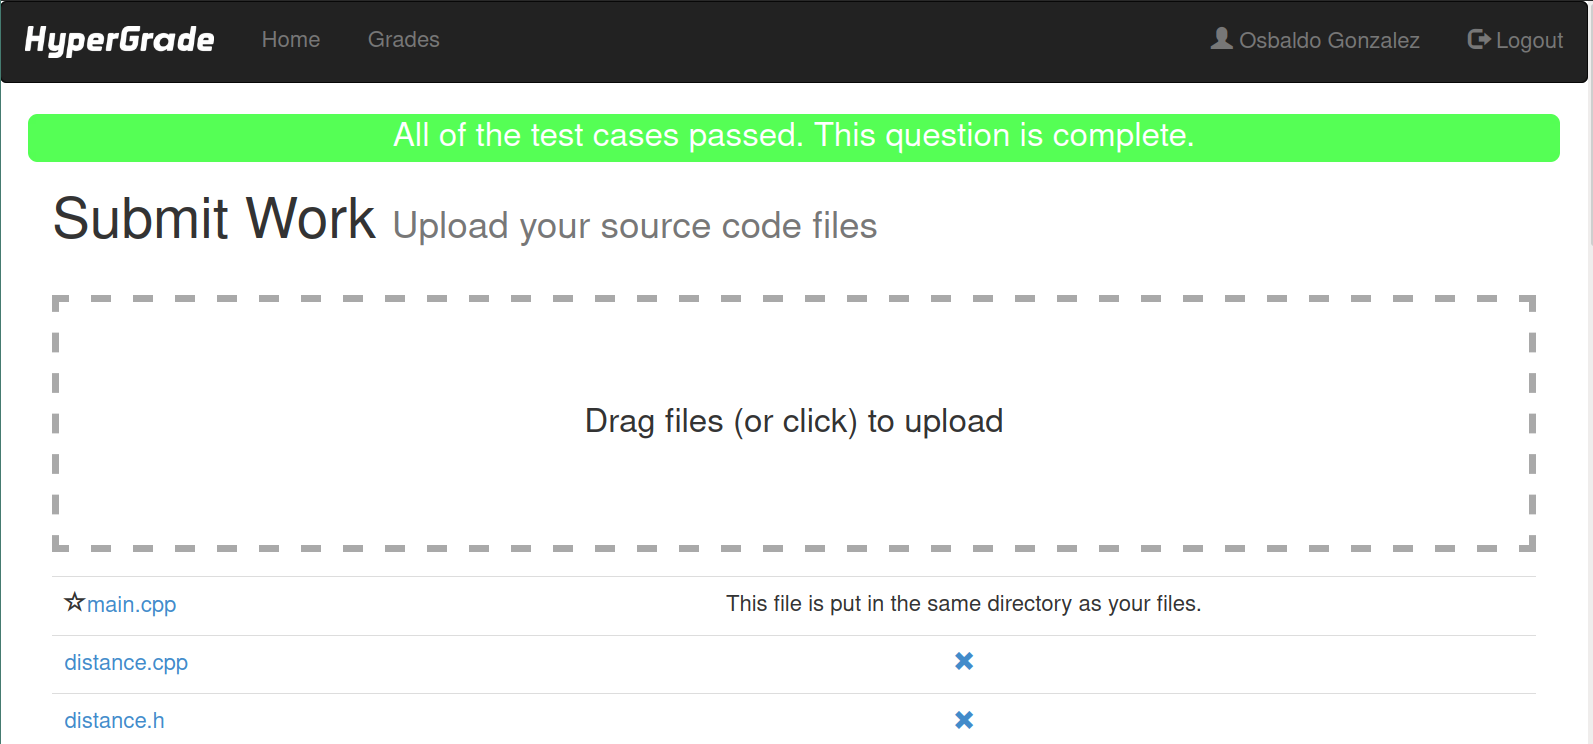 HyperGrade Home Grades Osbaldo Gonzalez Logout
All of the test cases passed. This question is complete.
Submit Work Upload your source code files
Drag files (or click) to upload
main.cpp This file is put in the same directory as your files.
distance.cpp
distance.h